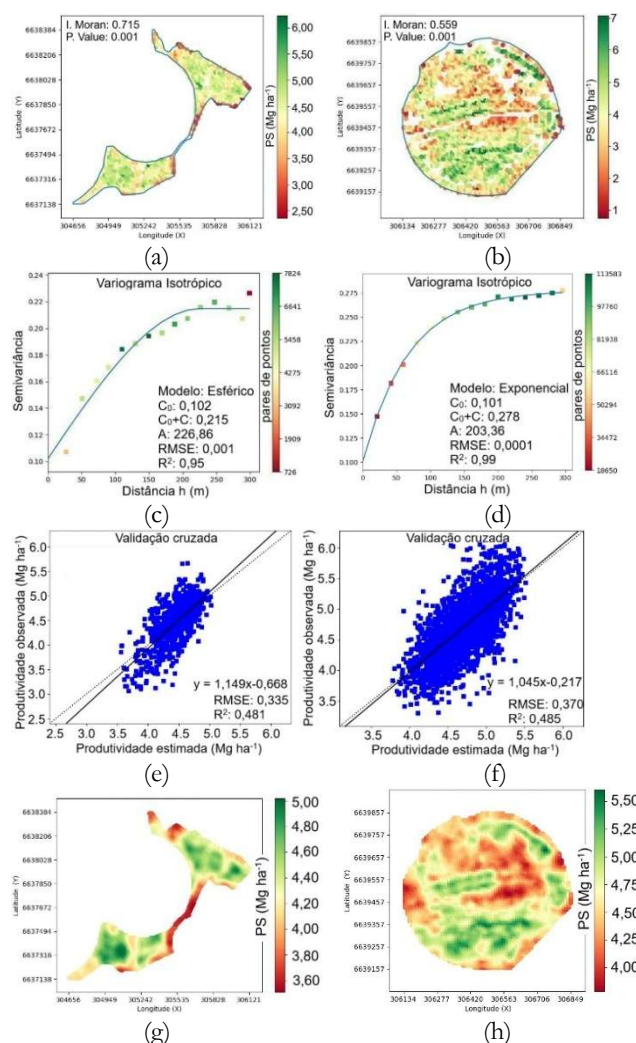 I. Moran: 0.715
P. Value: 0.001
6638384
6638206
6638028
6637850
6637672
6637494
6637316
6637138
Latitude (Y)
304656 304949 305242 305535 305828 306121
Longitude (X)
6,00
5,50
5,00
4,50
4,00
3,50
3,00
2,50
PS (Mg ha⁻¹)
(a)
I. Moran: 0.559
P. Value: 0.001
6639857
6639757
6639657
6639557
6639457
6639357
6639257
6639157
Latitude (Y)
306134 306277 306420 306563 306706 306849
Longitude (X)
7
6
5
4
3
2
1
PS (Mg ha⁻¹)
(b)
Variograma Isotrópico
0.24
0.22
0.20
0.18
0.16
0.14
0.12
0.10
Semivariância
Modelo: Esférico
C₀: 0,102
C₀+C: 0,215
A: 226,86
RMSE: 0,001
R²: 0,95
0 50 100 150 200 250 300
Distância h (m)
7824
6641
5458
4275
3092
1909
726
pares de pontos
(c)
Variograma Isotrópico
0.275
0.250
0.225
0.200
0.175
0.150
0.125
0.100
Semivariância
Modelo: Exponencial
C₀: 0,101
C₀+C: 0,278
A: 203,36
RMSE: 0,0001
R²: 0,99
0 50 100 150 200 250 300
Distância h (m)
113583
97760
81938
66116
50294
34472
18650
pares de pontos
(d)
Validação cruzada
6.0
5.5
5.0
4.5
4.0
3.5
3.0
2.5
Produtividade observada (Mg ha⁻¹)
y = 1,149x-0,668
RMSE: 0,335
R²: 0,481
2.5 3.0 3.5 4.0 4.5 5.0 5.5 6.0
Produtividade estimada (Mg ha⁻¹)
(e)
Validação cruzada
6.0
5.5
5.0
4.5
4.0
3.5
Produtividade observada (Mg ha⁻¹)
y = 1,045x-0,217
RMSE: 0,370
R²: 0,485
3.5 4.0 4.5 5.0 5.5 6.0
Produtividade estimada (Mg ha⁻¹)
(f)
6638384
6638206
6638028
6637850
6637672
6637494
6637316
6637138
Latitude (Y)
304656 304949 305242 305535 305828 306121
Longitude (X)
5,00
4,80
4,60
4,40
4,20
4,00
3,80
3,60
PS (Mg ha⁻¹)
(g)
6639857
6639757
6639657
6639557
6639457
6639357
6639257
6639157
Latitude (Y)
306134 306277 306420 306563 306706 306849
Longitude (X)
5,50
5,25
5,00
4,75
4,50
4,25
4,00
PS (Mg ha⁻¹)
(h)